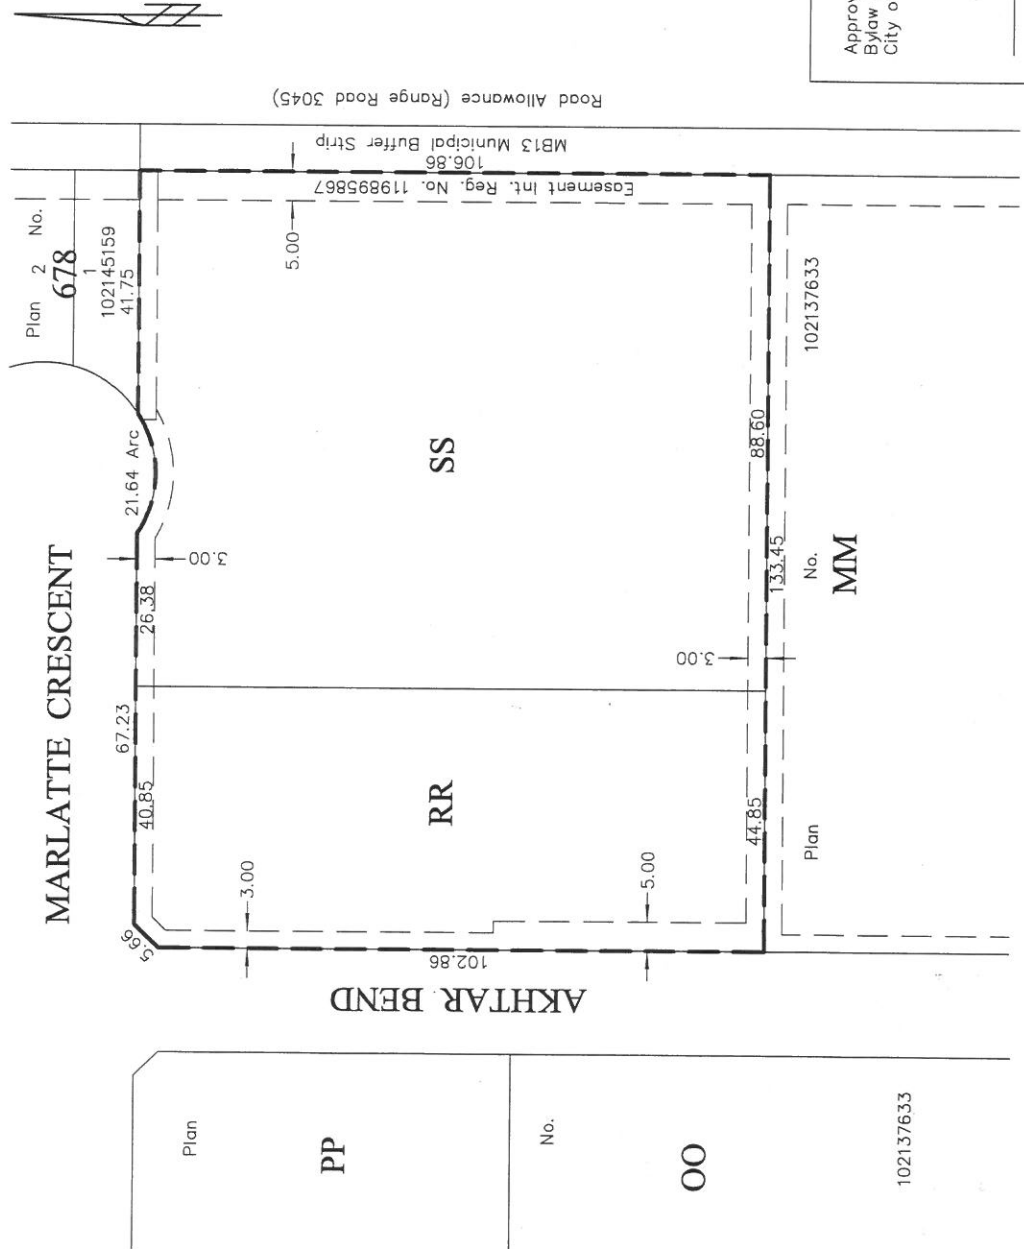 Approv
Bylaw
City o
Road Allowance (Range Road 3045)
MB13 Municipal Buffer Strip
106.86
Easement Int. Reg. No. 119895867
Plan 2 No.
678
1
102145159
41.75
5.00
21.64 Arc
3.00
26.38
MARLATTE CRESCENT
67.23
40.85
SS
88.60
133.45
102137633
No.
MM
Plan
3.00
RR
44.85
3.00
5.00
5.66
102.86
AKHTAR BEND
Plan
PP
No.
OO
102137633